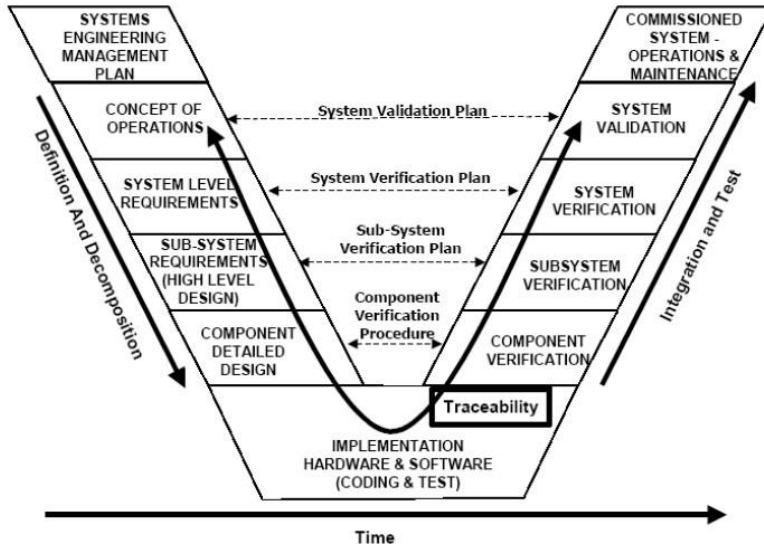 SYSTEMS
ENGINEERING
MANAGEMENT
PLAN
COMMISSIONED
SYSTEM -
OPERATIONS &
MAINTENANCE
CONCEPT OF
OPERATIONS
System Validation Plan
SYSTEM
VALIDATION
Definition And Decomposition
SYSTEM LEVEL
REQUIREMENTS
System Verification Plan
SYSTEM
VERIFICATION
Integration and Test
SUB-SYSTEM
REQUIREMENTS
(HIGH LEVEL
DESIGN)
Sub-System
Verification Plan
SUBSYSTEM
VERIFICATION
COMPONENT
DETAILED
DESIGN
Component
Verification
Procedure
COMPONENT
VERIFICATION
Traceability
IMPLEMENTATION
HARDWARE & SOFTWARE
(CODING & TEST)
Time